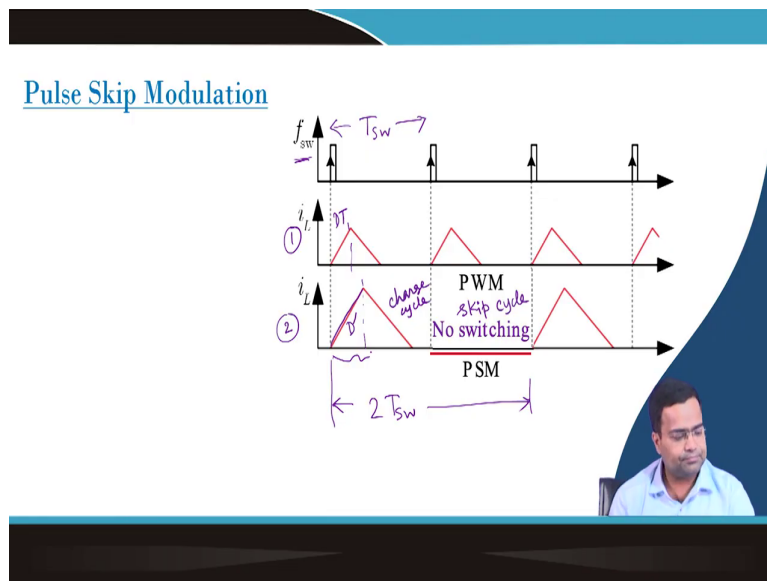 Pulse Skip Modulation
f_sw ← T_sw →
i_L
① DT
PWM
i_L
② D' charge cycle skip cycle
No switching
PSM
← 2 T_sw →